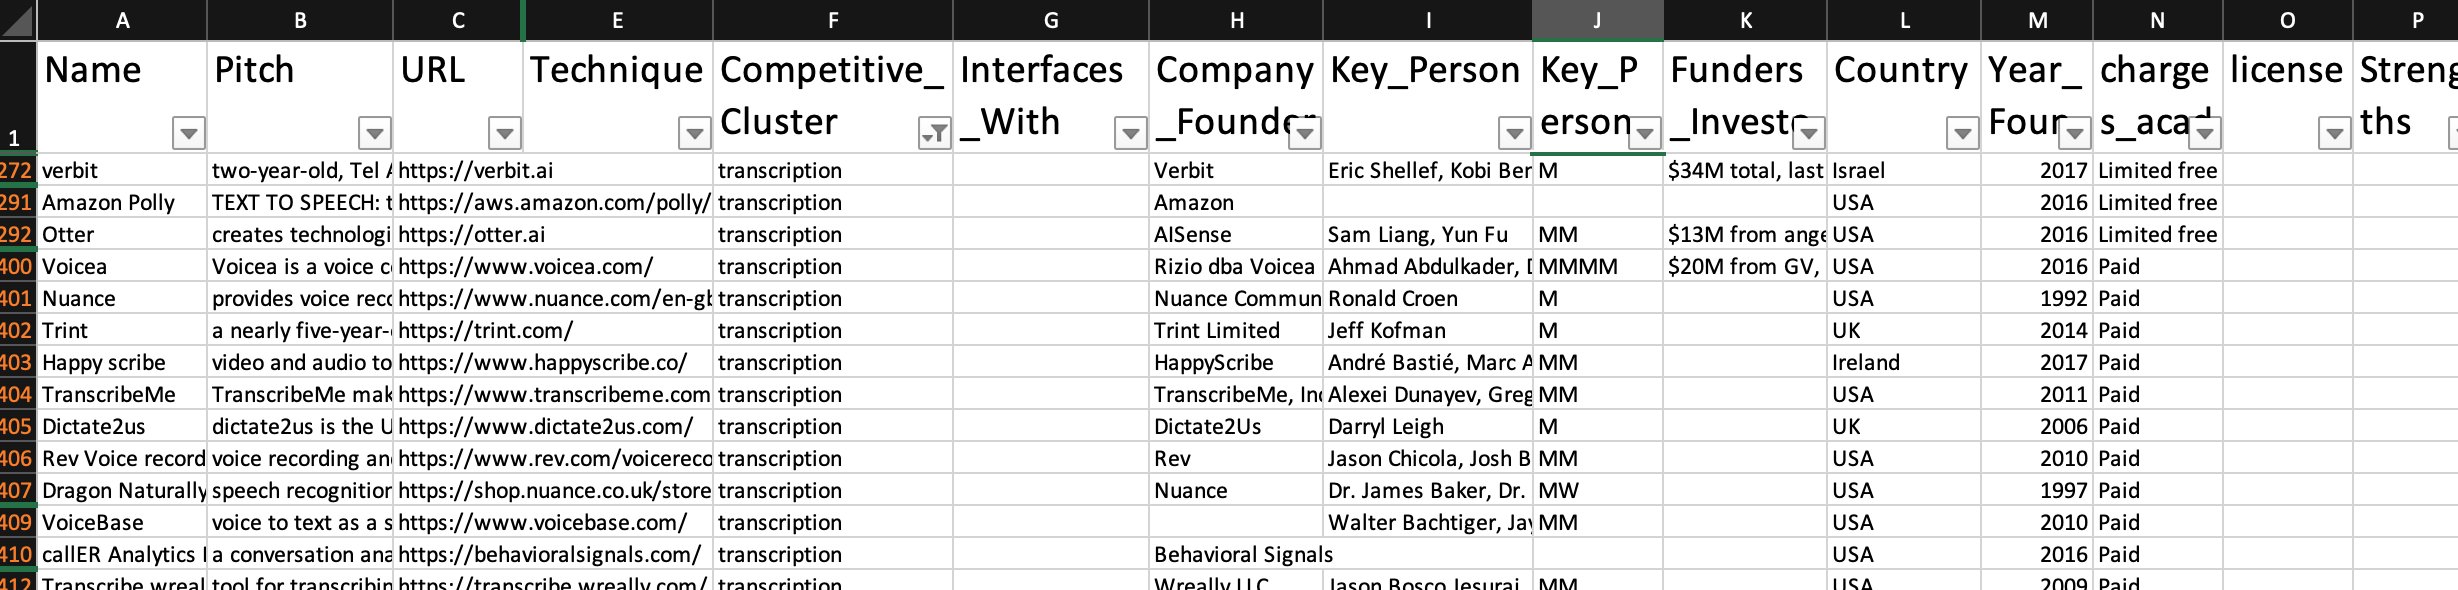 A B C E F G H I J K L M N O P
1 Name Pitch URL Technique Competitive_Cluster Interfaces_With Company_Founder Key_Person Key_Person Funders_Invest Country Year_Foun charges_acad license Strengths
272 verbit two-year-old, Tel https://verbit.ai transcription Verbit Eric Shellef, Kobi Ber M $34M total, last Israel 2017 Limited free
291 Amazon Polly TEXT TO SPEECH: t https://aws.amazon.com/polly/ transcription Amazon USA 2016 Limited free
292 Otter creates technologi https://otter.ai transcription AISense Sam Liang, Yun Fu MM $13M from ange USA 2016 Limited free
400 Voicea Voicea is a voice c https://www.voicea.com/ transcription Rizio dba Voicea Ahmad Abdulkader, MMMM $20M from GV, USA 2016 Paid
401 Nuance provides voice rec https://www.nuance.com/en-gb transcription Nuance Commun Ronald Croen M USA 1992 Paid
402 Trint a nearly five-year- https://trint.com/ transcription Trint Limited Jeff Kofman M UK 2014 Paid
403 Happy scribe video and audio to https://www.happyscribe.co/ transcription HappyScribe André Bastié, Marc A MM Ireland 2017 Paid
404 TranscribeMe TranscribeMe mak https://www.transcribeme.com transcription TranscribeMe, Inc Alexei Dunayev, Greg MM USA 2011 Paid
405 Dictate2us dictate2us is the U https://www.dictate2us.com/ transcription Dictate2Us Darryl Leigh M UK 2006 Paid
406 Rev Voice record voice recording an https://www.rev.com/voicereco transcription Rev Jason Chicola, Josh B MM USA 2010 Paid
407 Dragon Naturally speech recognition https://shop.nuance.co.uk/store transcription Nuance Dr. James Baker, Dr. MW USA 1997 Paid
409 VoiceBase voice to text as a s https://www.voicebase.com/ transcription Walter Bachtiger, Jay MM USA 2010 Paid
410 callER Analytics a conversation ana https://behavioralsignals.com/ transcription Behavioral Signals USA 2016 Paid
412 Transcribe wreal tool for transcribin https://transcribe.wreally.com/ transcription Wreally LLC Jason Bosco Jesuraj MM USA 2009 Paid